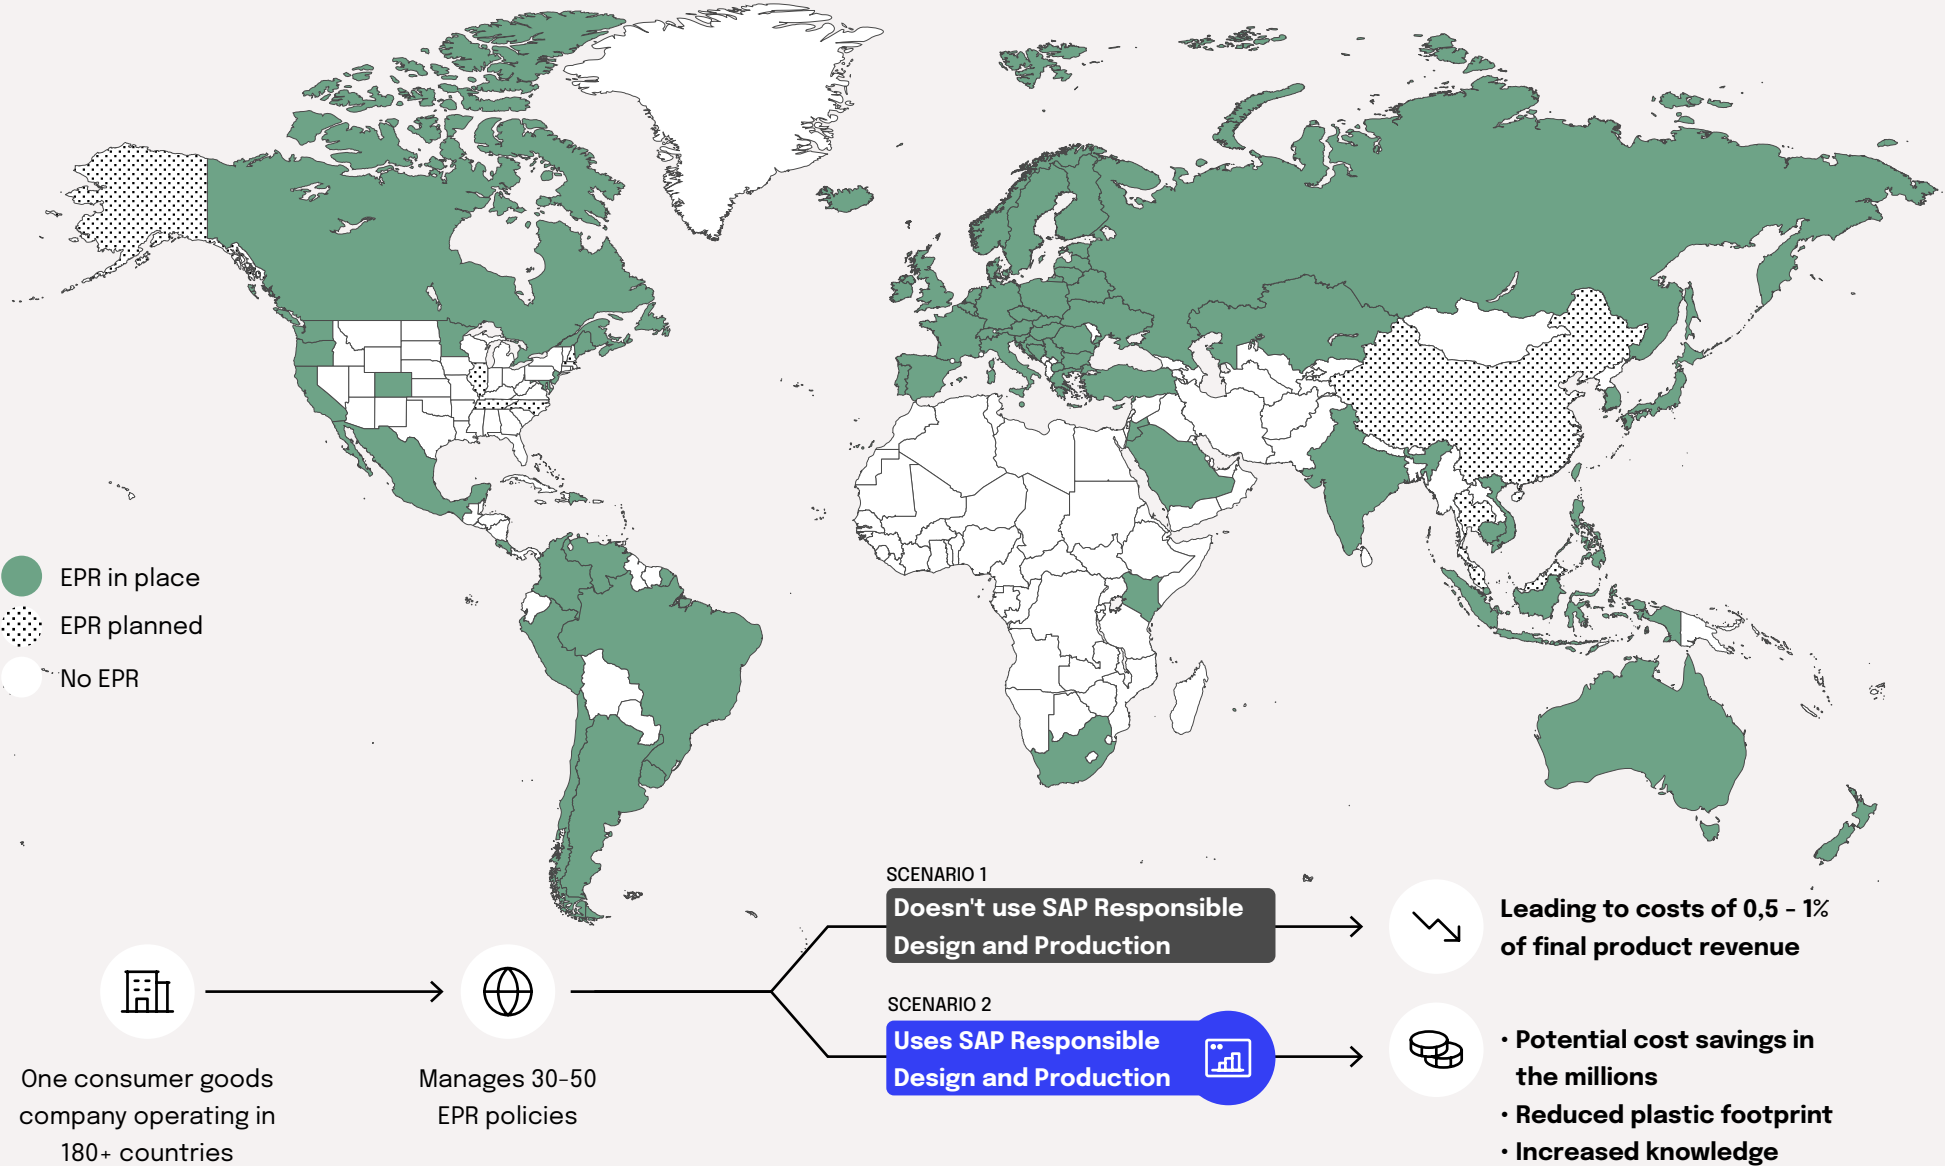 EPR in place
EPR planned
No EPR
One consumer goods
company operating in
180+ countries
Manages 30-50
EPR policies
SCENARIO 1
Doesn't use SAP Responsible
Design and Production
Leading to costs of 0,5 - 1%
of final product revenue
SCENARIO 2
Uses SAP Responsible
Design and Production
• Potential cost savings in
the millions
• Reduced plastic footprint
• Increased knowledge